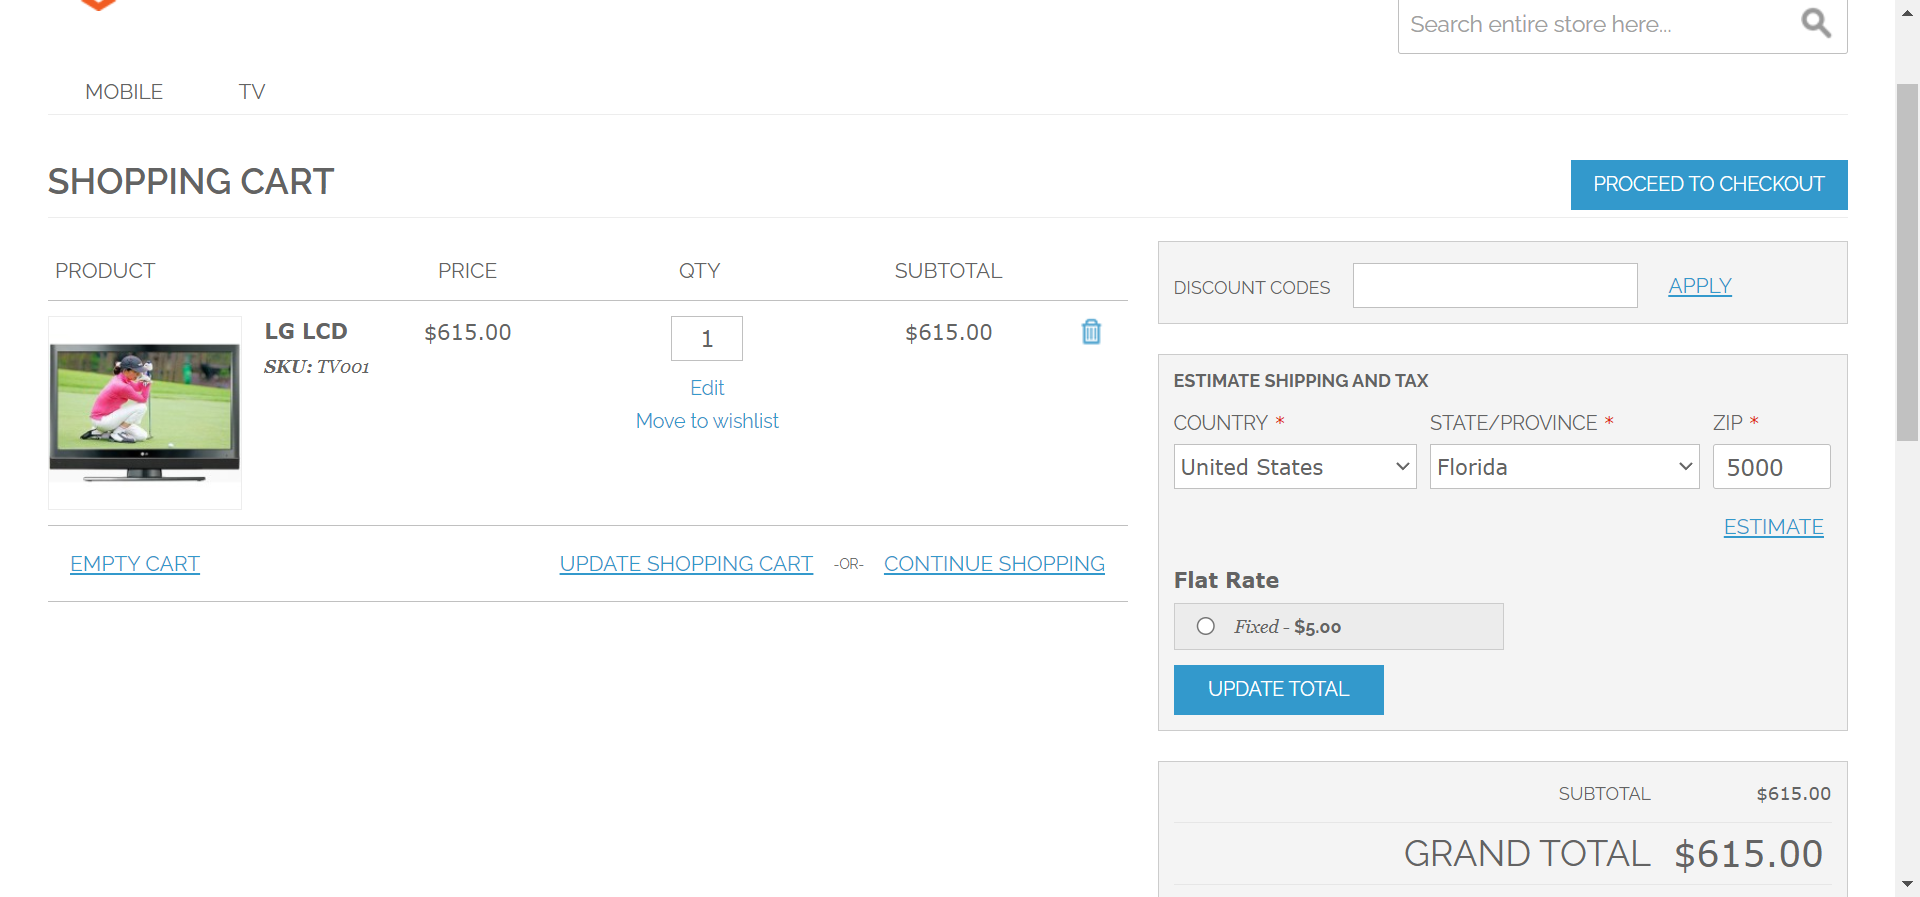 Search entire store here...
MOBILE TV
SHOPPING CART
PROCEED TO CHECKOUT
PRODUCT PRICE QTY SUBTOTAL
LG LCD $615.00 1 $615.00
SKU: TV001
Edit
Move to wishlist
EMPTY CART UPDATE SHOPPING CART -OR- CONTINUE SHOPPING
DISCOUNT CODES APPLY
ESTIMATE SHIPPING AND TAX
COUNTRY * STATE/PROVINCE * ZIP *
United States Florida 5000
ESTIMATE
Flat Rate
Fixed - $5.00
UPDATE TOTAL
SUBTOTAL $615.00
GRAND TOTAL $615.00